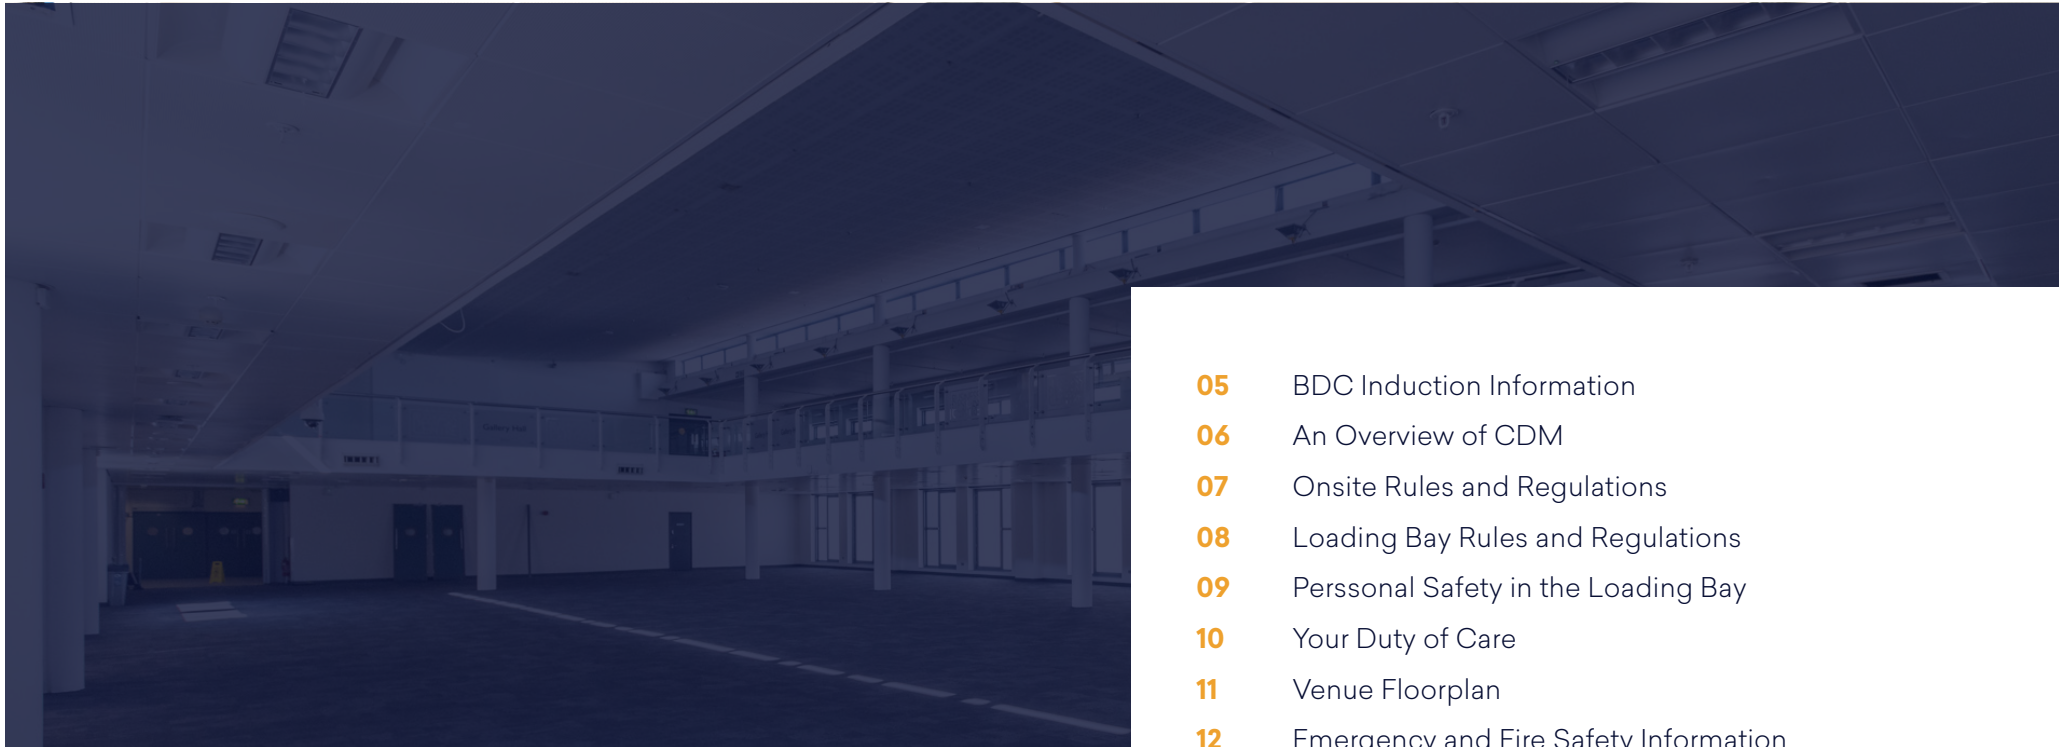 Gallery Hall
05 BDC Induction Information
06 An Overview of CDM
07 Onsite Rules and Regulations
08 Loading Bay Rules and Regulations
09 Perssonal Safety in the Loading Bay
10 Your Duty of Care
11 Venue Floorplan
12 Emergency and Fire Safety Information